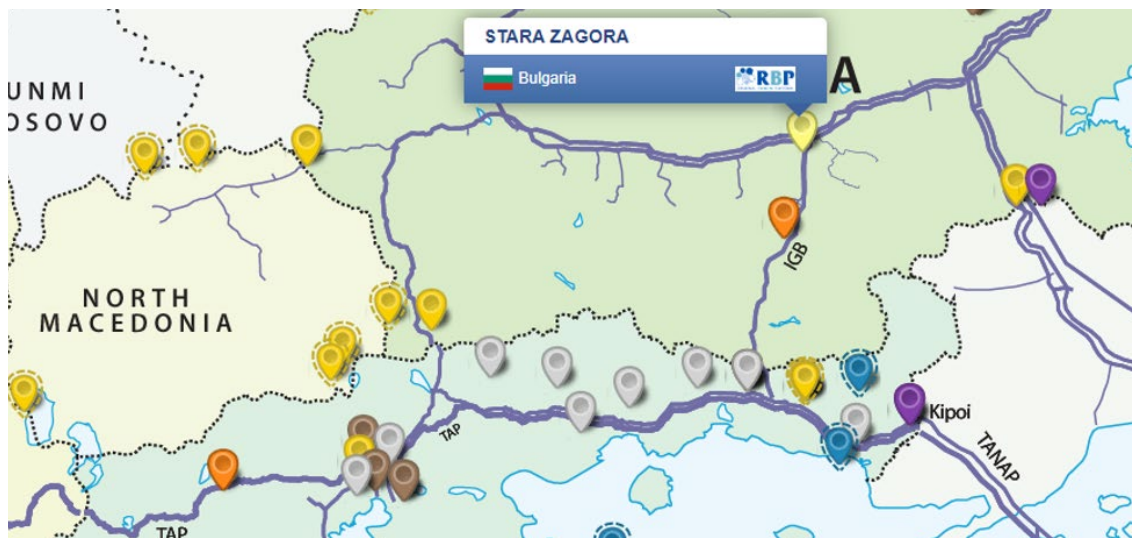 STARA ZAGORA
Bulgaria
RBP
A
UNMI
OSOVO
IGB
NORTH
MACEDONIA
Kipoi
TAP
TANAP
TAP